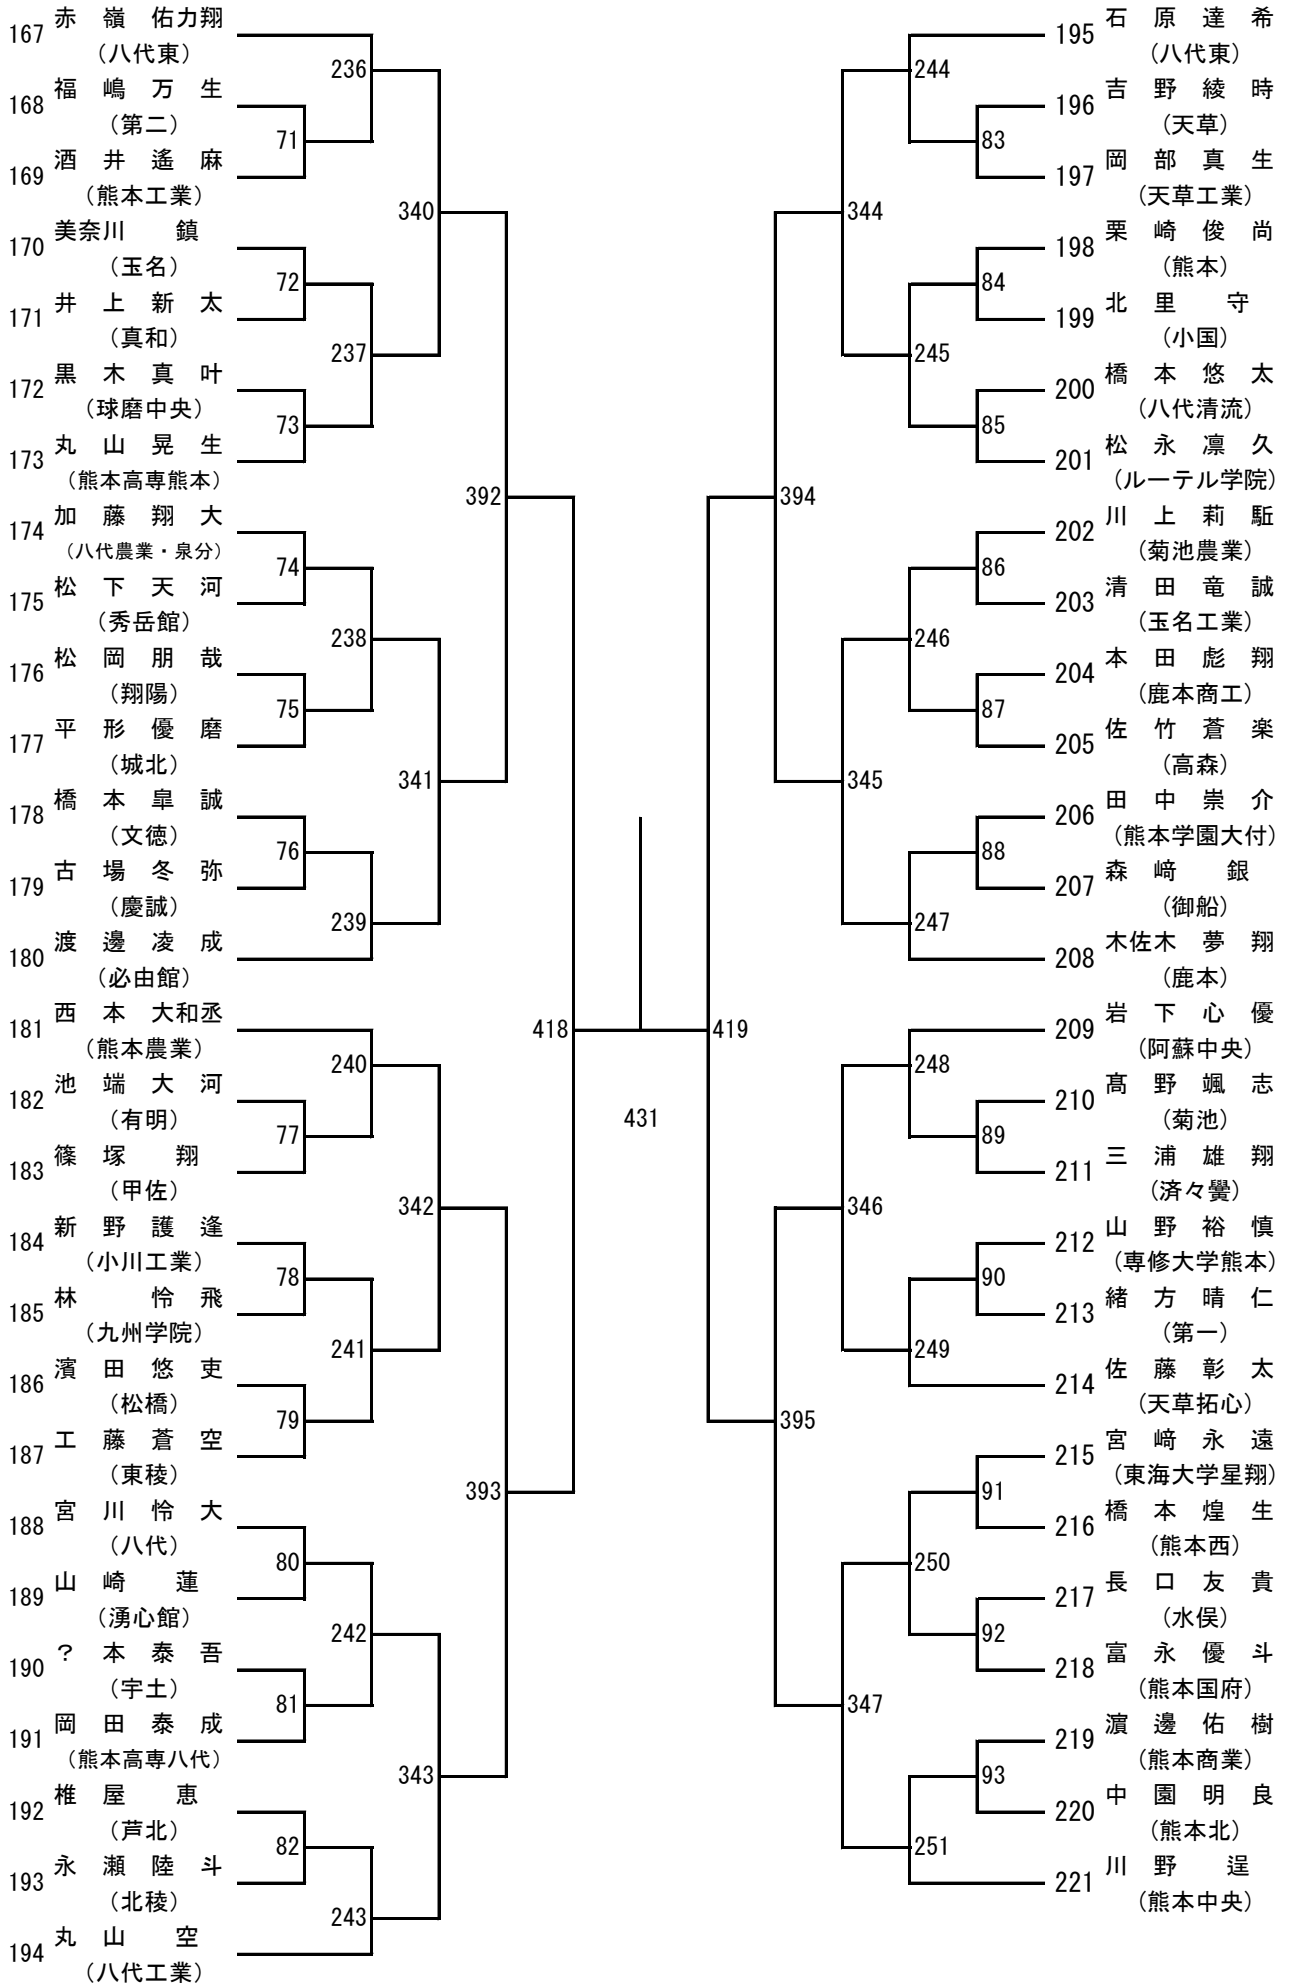 167 赤嶺 佑力翔
(八代東)
168 福嶋万生
(第二)
169 酒井遙麻
(熊本工業)
170 美奈川 鎮
(玉名)
171 井上新太
(真和)
172 黒木真叶
(球磨中央)
173 丸山晃生
(熊本高専熊本)
174 加藤翔大
(八代農業・泉分)
175 松下天河
(秀岳館)
176 松岡朋哉
(翔陽)
177 平形優磨
(城北)
178 橋本皐誠
(文徳)
179 古場冬弥
(慶誠)
180 渡邊凌成
(必由館)
181 西本 大和丞
(熊本農業)
182 池端大河
(有明)
183 篠塚 翔
(甲佐)
184 新野護逢
(小川工業)
185 林 怜飛
(九州学院)
186 濱田悠吏
(松橋)
187 工藤蒼空
(東稜)
188 宮川怜大
(八代)
189 山崎 蓮
(湧心館)
190 ?本泰吾
(宇土)
191 岡田泰成
(熊本高専八代)
192 椎屋 恵
(芦北)
193 永瀬陸斗
(北稜)
194 丸山 空
(八代工業)
71
72
73
74
75
76
77
78
79
80
81
82
236
237
238
239
240
241
242
243
340
341
342
343
392
393
418
431
419
394
395
344
345
346
347
244
245
246
247
248
249
250
251
83
84
85
86
87
88
89
90
91
92
93
195 石原達希
(八代東)
196 吉野綾時
(天草)
197 岡部真生
(天草工業)
198 栗崎俊尚
(熊本)
199 北里 守
(小国)
200 橋本悠太
(八代清流)
201 松永凛久
(ルーテル学院)
202 川上莉駈
(菊池農業)
203 清田竜誠
(玉名工業)
204 本田彪翔
(鹿本商工)
205 佐竹蒼楽
(高森)
206 田中崇介
(熊本学園大付)
207 森﨑 銀
(御船)
208 木佐木 夢翔
(鹿本)
209 岩下心優
(阿蘇中央)
210 髙野颯志
(菊池)
211 三浦雄翔
(済々黌)
212 山野裕慎
(専修大学熊本)
213 緒方晴仁
(第一)
214 佐藤彰太
(天草拓心)
215 宮﨑永遠
(東海大学星翔)
216 橋本煌生
(熊本西)
217 長口友貴
(水俣)
218 富永優斗
(熊本国府)
219 濵邊佑樹
(熊本商業)
220 中園明良
(熊本北)
221 川野 逞
(熊本中央)